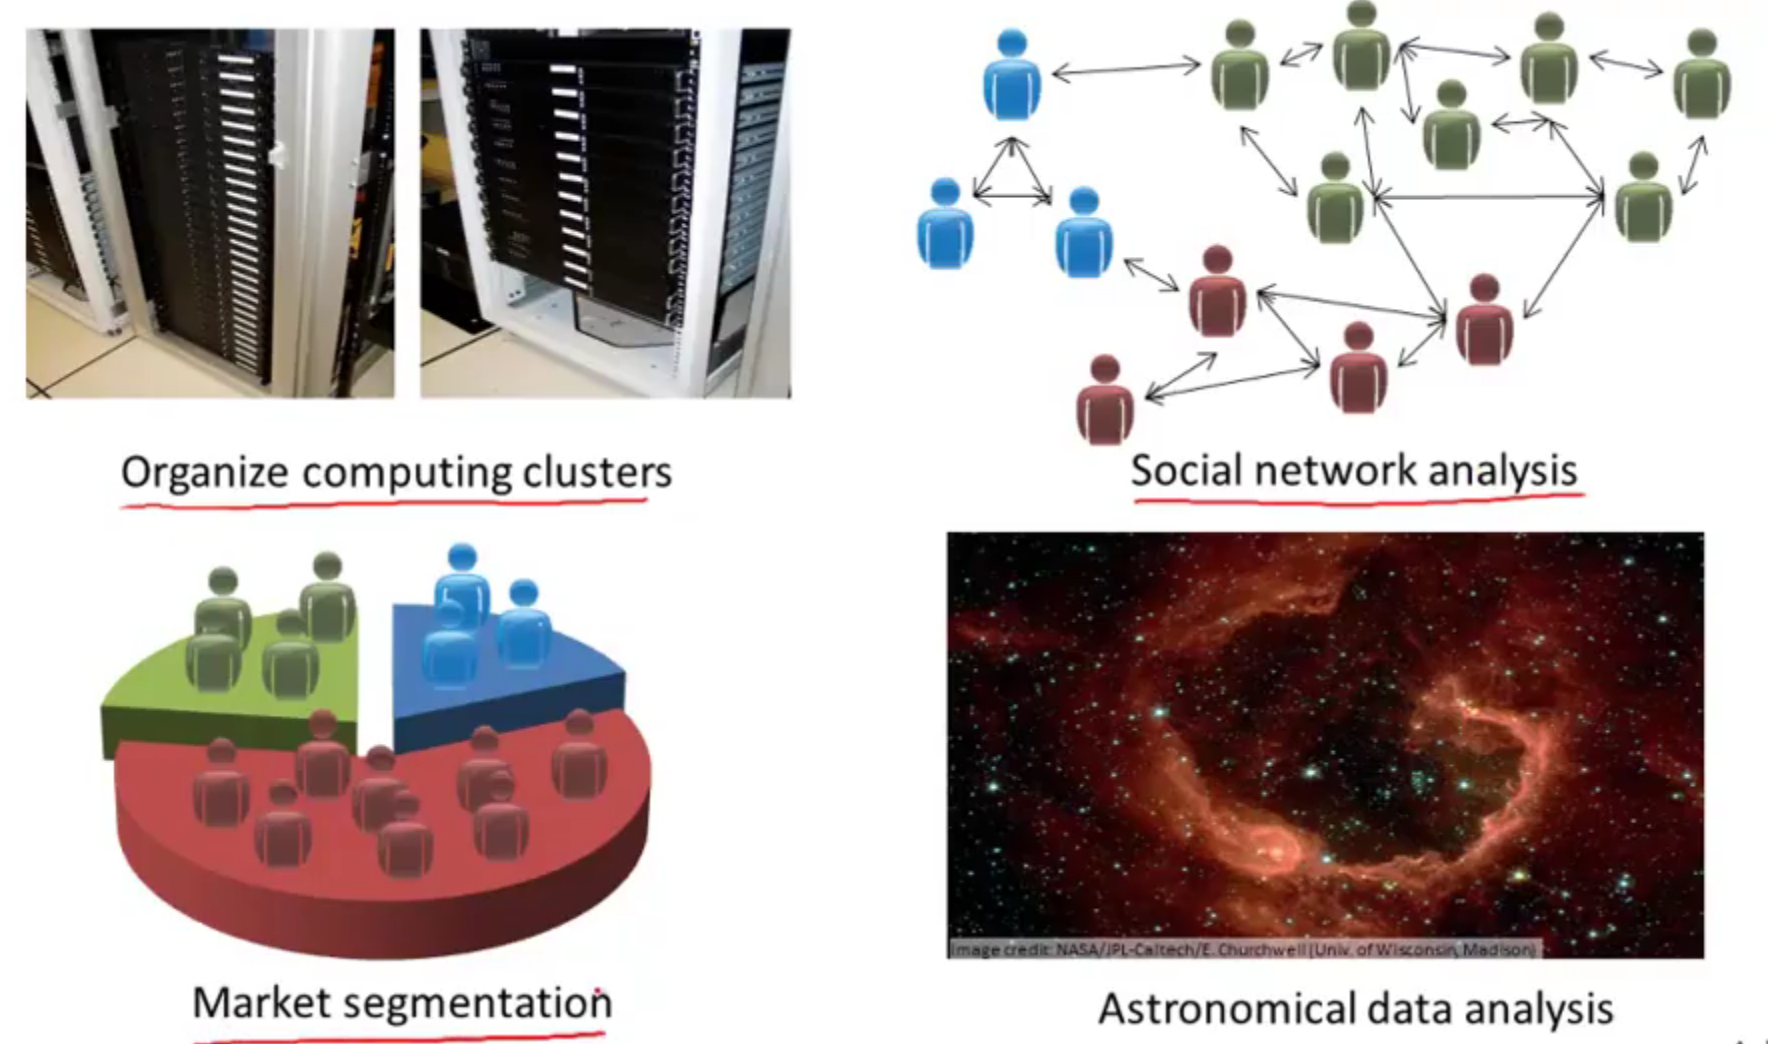 Organize computing clusters
Social network analysis
Image credit: NASA/JPL-Caltech/E. Churchwell (Univ. of Wisconsin, Madison)
Market segmentation
Astronomical data analysis